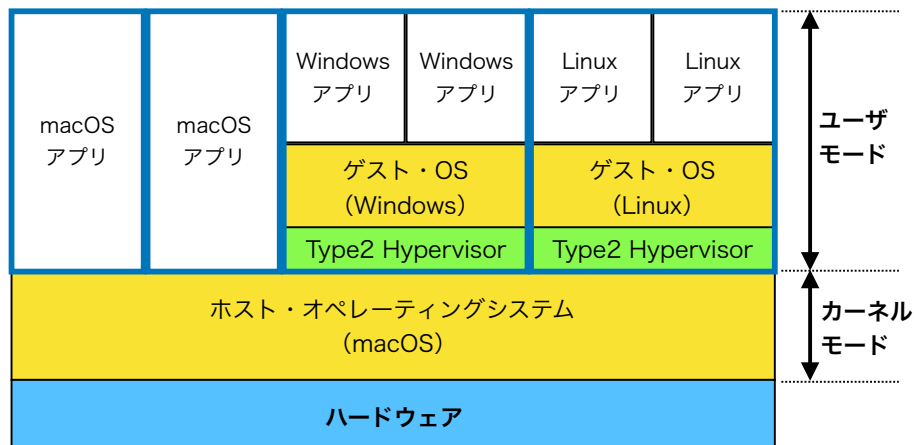 macOS
アプリ
macOS
アプリ
Windows
アプリ
Windows
アプリ
Linux
アプリ
Linux
アプリ
ゲスト・OS
（Windows）
ゲスト・OS
（Linux）
Type2 Hypervisor
Type2 Hypervisor
ユーザ
モード
ホスト・オペレーティングシステム
（macOS）
カーネル
モード
ハードウェア